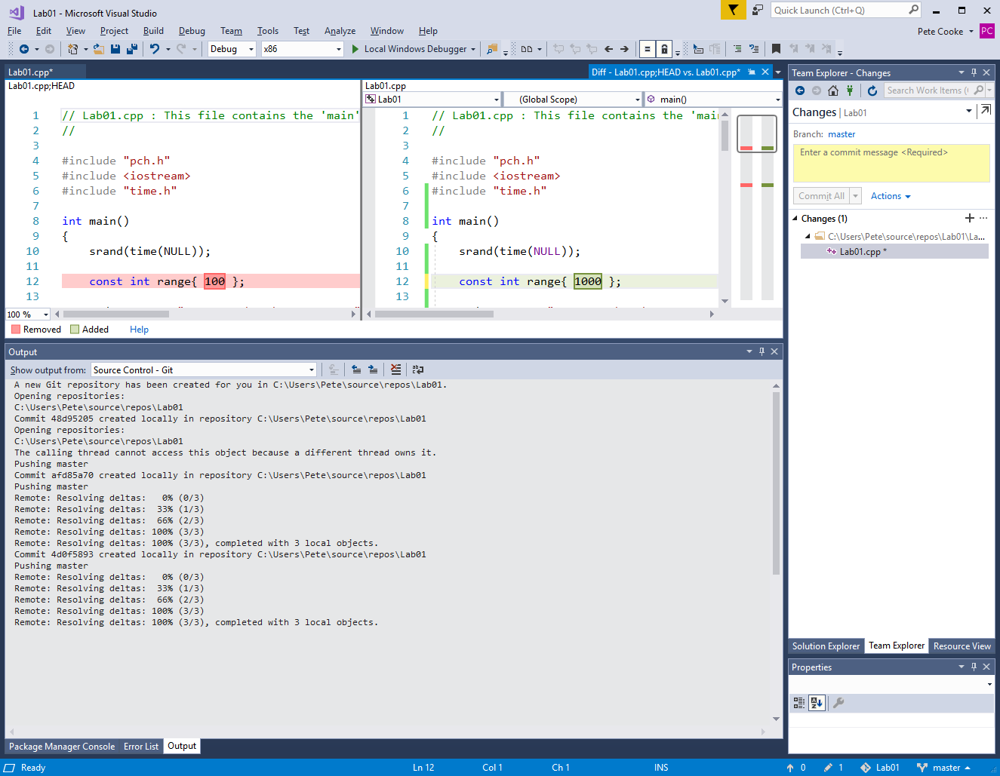 Lab01 - Microsoft Visual Studio
Quick Launch (Ctrl+Q)
File Edit View Project Build Debug Team Tools Test Analyze Window Help
Pete Cooke PC
Debug x86 Local Windows Debugger
Lab01.cpp*
Diff - Lab01.cpp;HEAD vs. Lab01.cpp*
Lab01.cpp;HEAD
1 // Lab01.cpp : This file contains the 'main'
2 //
3
4 #include "pch.h"
5 #include <iostream>
6 #include "time.h"
7
8 int main()
9 {
10 srand(time(NULL));
11
12 const int range{ 100 };
13
100 %
Lab01.cpp
Lab01 (Global Scope) main()
1 // Lab01.cpp : This file contains the 'mai
2 //
3
4 #include "pch.h"
5 #include <iostream>
6 #include "time.h"
7
8 int main()
9 {
10 srand(time(NULL));
11
12 const int range{ 1000 };
13
Removed Added Help
Output
Show output from: Source Control - Git
A new Git repository has been created for you in C:\Users\Pete\source\repos\Lab01.
Opening repositories:
C:\Users\Pete\source\repos\Lab01
Commit 48d95205 created locally in repository C:\Users\Pete\source\repos\Lab01
Opening repositories:
C:\Users\Pete\source\repos\Lab01
The calling thread cannot access this object because a different thread owns it.
Pushing master
Commit afd85a70 created locally in repository C:\Users\Pete\source\repos\Lab01
Pushing master
Remote: Resolving deltas: 0% (0/3)
Remote: Resolving deltas: 33% (1/3)
Remote: Resolving deltas: 66% (2/3)
Remote: Resolving deltas: 100% (3/3)
Remote: Resolving deltas: 100% (3/3), completed with 3 local objects.
Commit 4d0f5893 created locally in repository C:\Users\Pete\source\repos\Lab01
Pushing master
Remote: Resolving deltas: 0% (0/3)
Remote: Resolving deltas: 33% (1/3)
Remote: Resolving deltas: 66% (2/3)
Remote: Resolving deltas: 100% (3/3)
Remote: Resolving deltas: 100% (3/3), completed with 3 local objects.
Package Manager Console Error List Output
Team Explorer - Changes
Search Work Items (
Changes | Lab01
Branch: master
Enter a commit message <Required>
Commit All Actions
Changes (1)
C:\Users\Pete\source\repos\Lab01\La...
Lab01.cpp *
Solution Explorer Team Explorer Resource View
Properties
Ready Ln 12 Col 1 Ch 1 INS 0 1 Lab01 master